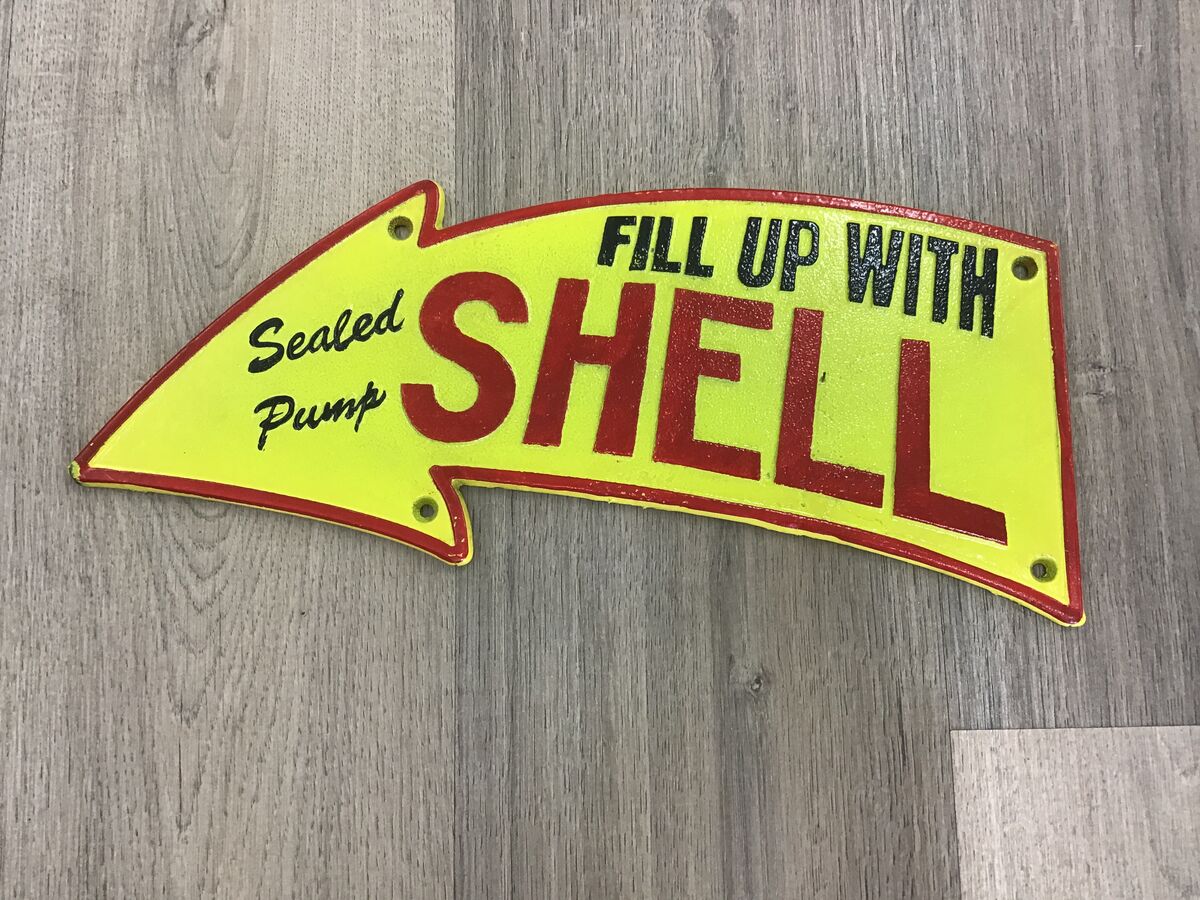 FILL UP WITH
SHELL
Sealed
Pump